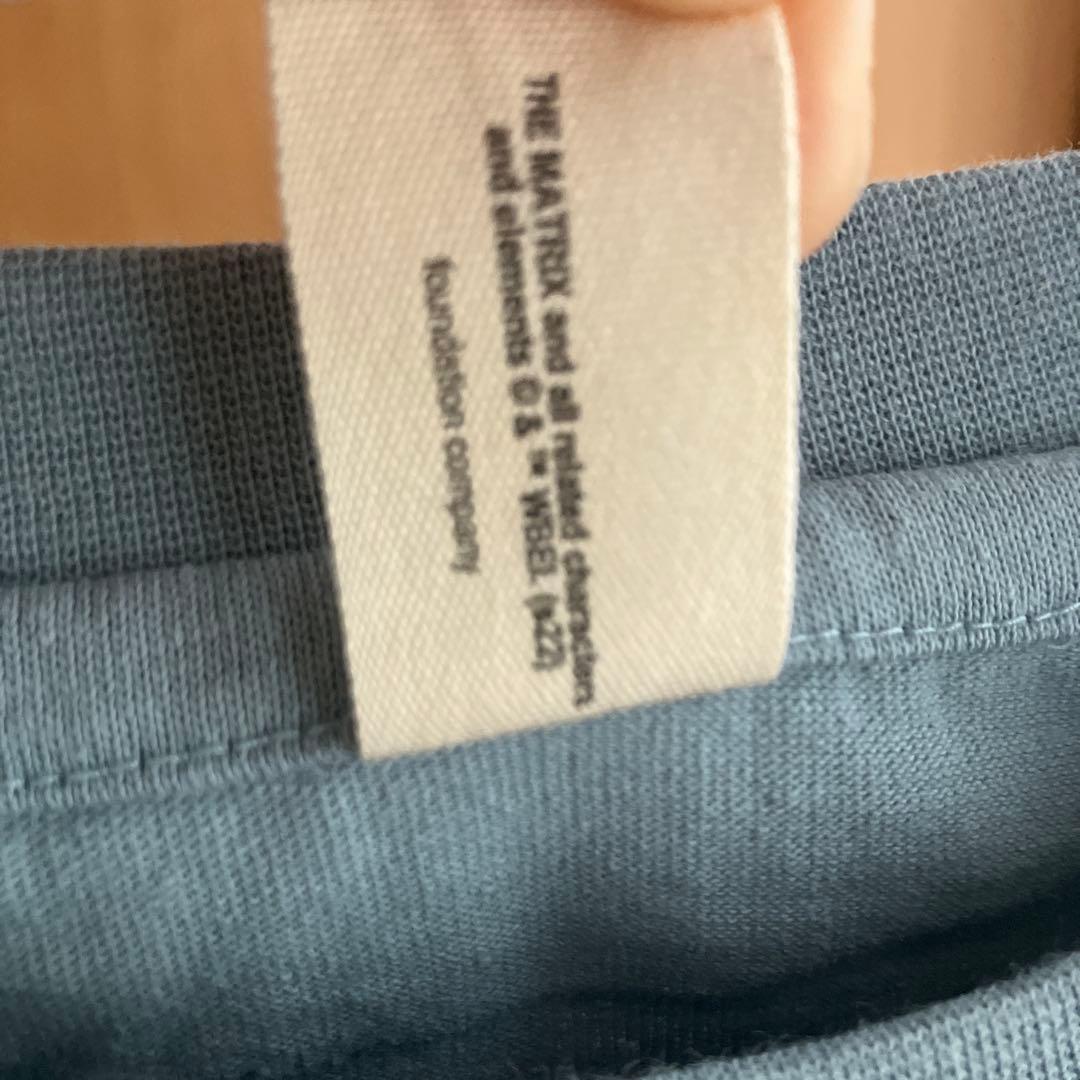 THE MATRIX and all related characters
and elements © & ™ WBEI. (s22)
foundation company